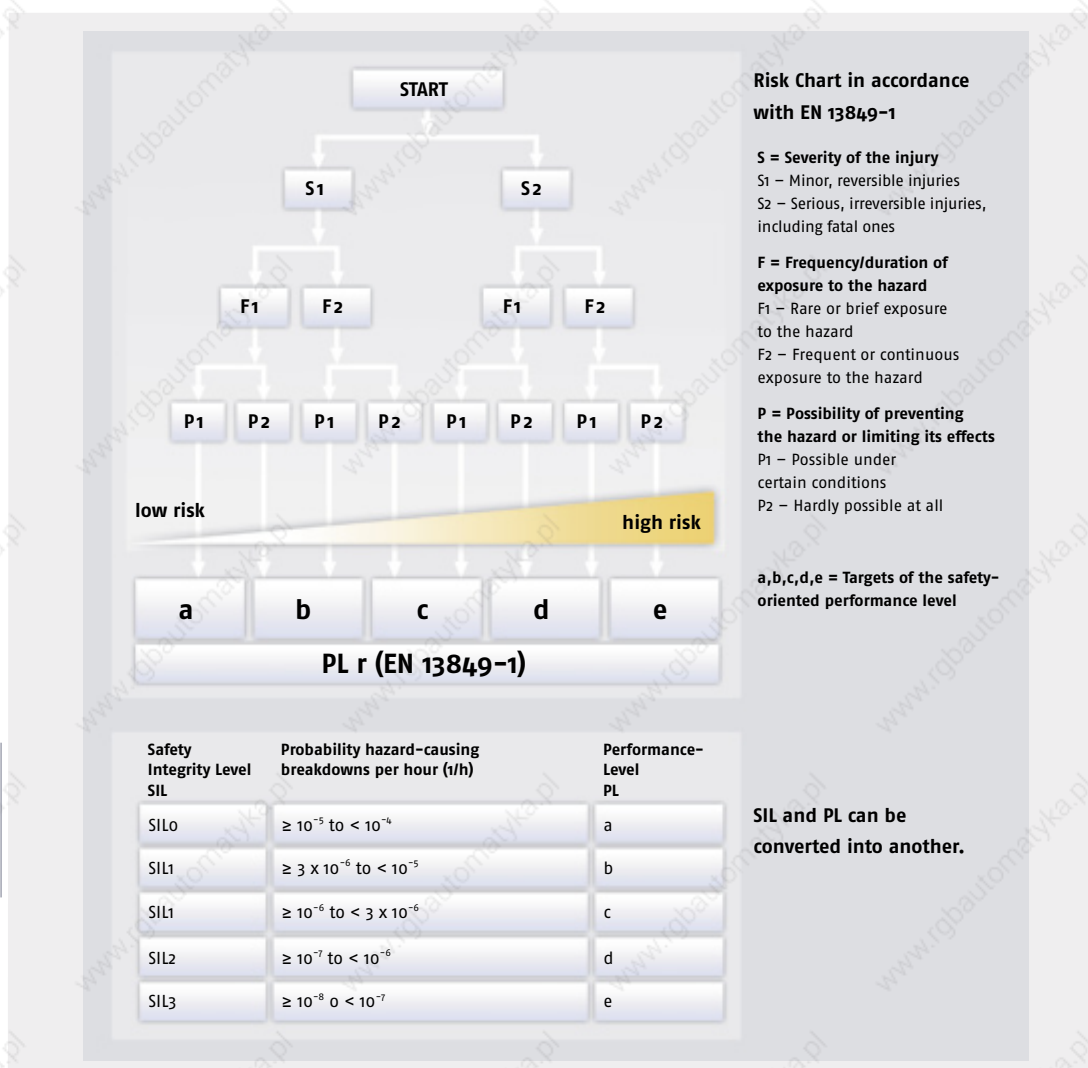 START
S1 S2
F1 F2 F1 F2
P1 P2 P1 P2 P1 P2 P1 P2
low risk
high risk
a b c d e
PL r (EN 13849-1)
Risk Chart in accordance
with EN 13849-1
S = Severity of the injury
S1 – Minor, reversible injuries
S2 – Serious, irreversible injuries,
including fatal ones
F = Frequency/duration of
exposure to the hazard
F1 – Rare or brief exposure
to the hazard
F2 – Frequent or continuous
exposure to the hazard
P = Possibility of preventing
the hazard or limiting its effects
P1 – Possible under
certain conditions
P2 – Hardly possible at all
a,b,c,d,e = Targets of the safety-
oriented performance level
Safety
Integrity Level
SIL
Probability hazard-causing
breakdowns per hour (1/h)
Performance-
Level
PL
SIL0 ≥ 10⁻⁵ to < 10⁻⁴ a
SIL1 ≥ 3 x 10⁻⁶ to < 10⁻⁵ b
SIL1 ≥ 10⁻⁶ to < 3 x 10⁻⁶ c
SIL2 ≥ 10⁻⁷ to < 10⁻⁶ d
SIL3 ≥ 10⁻⁸ o < 10⁻⁷ e
SIL and PL can be
converted into another.
www.rgbautomatyka.pl